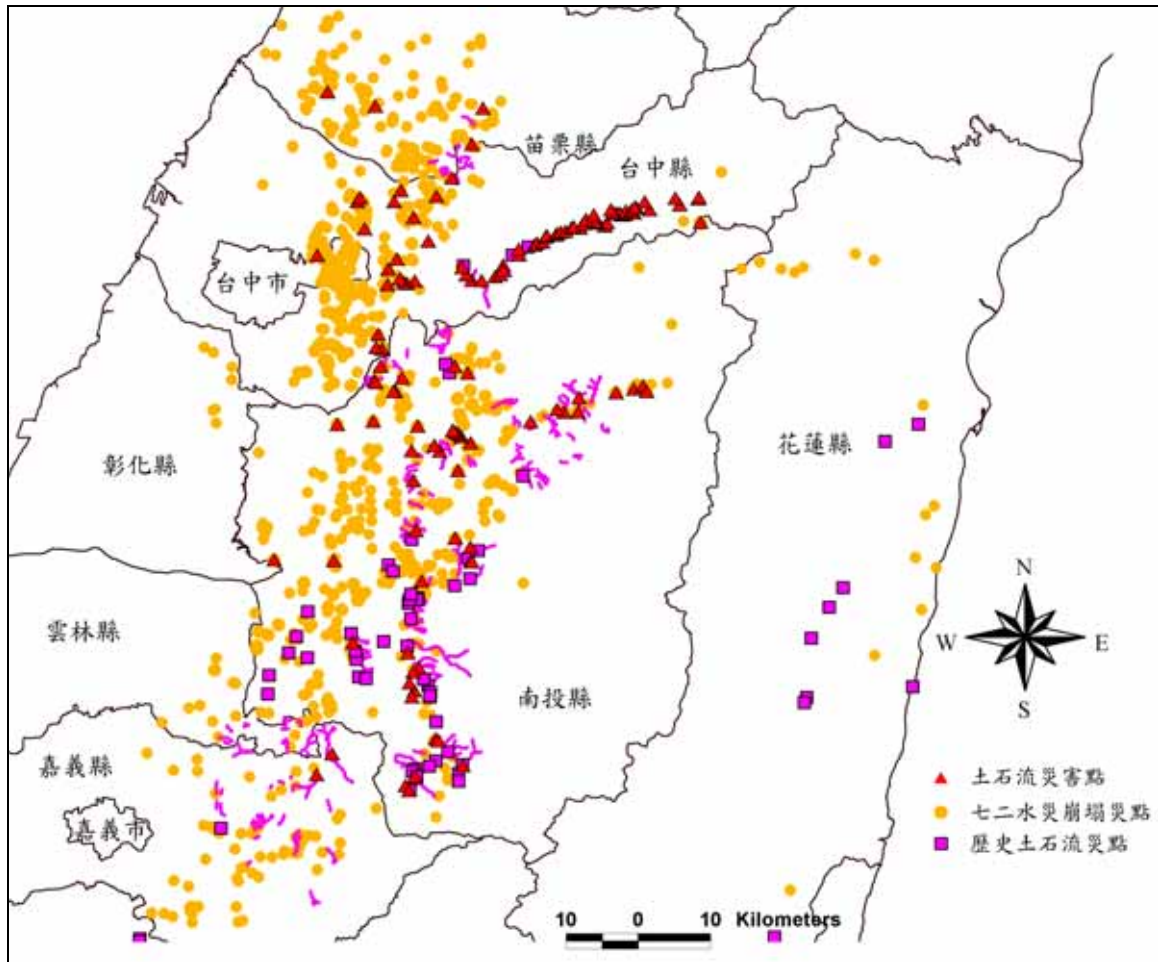 苗栗縣
台中縣
台中市
彰化縣
花蓮縣
雲林縣
南投縣
嘉義縣
嘉義市
N
W E
S
土石流災害點
七二水災崩塌災點
歷史土石流災點
10 0 10 Kilometers